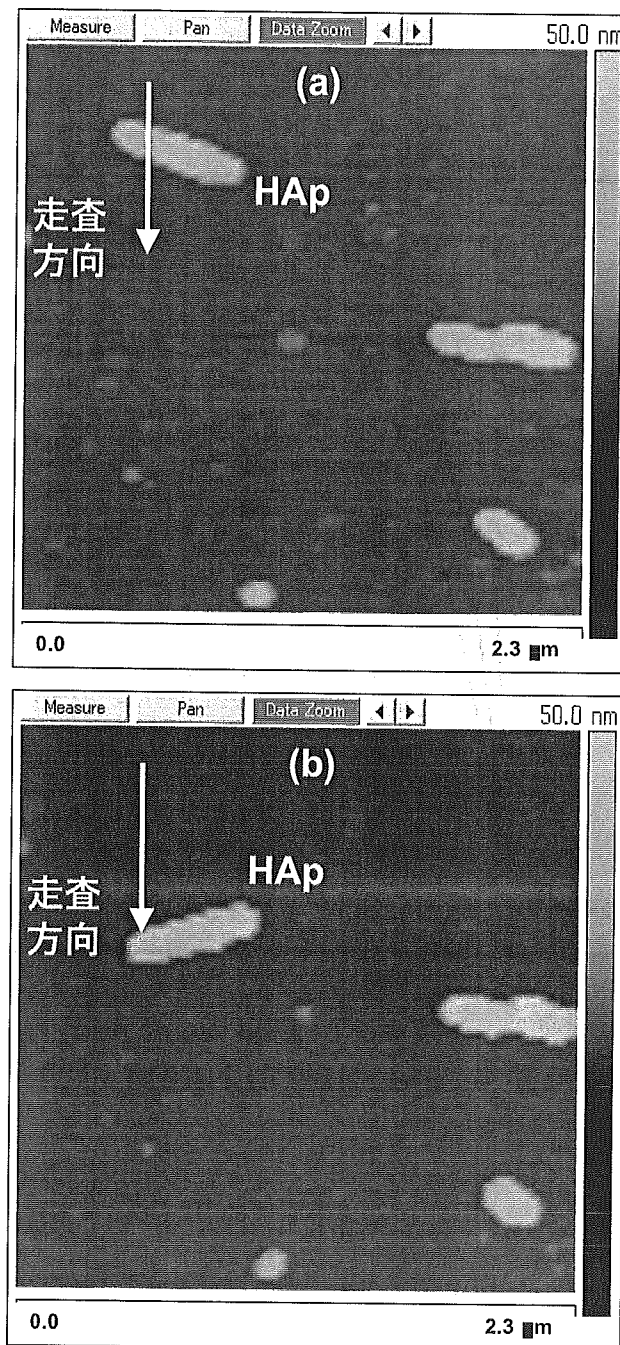 Measure Pan Data Zoom 50.0 nm
(a)
HAp
走査
方向
0.0 2.3 ▮m
Measure Pan Data Zoom 50.0 nm
(b)
HAp
走査
方向
0.0 2.3 ▮m